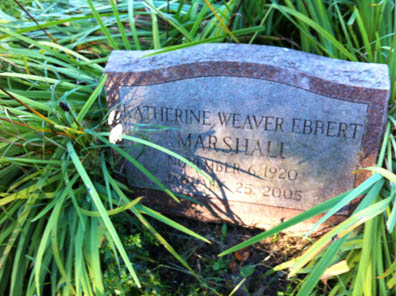 KATHERINE WEAVER EBBERT
MARSHALL
NOVEMBER 6, 1920
JANUARY 25, 2005